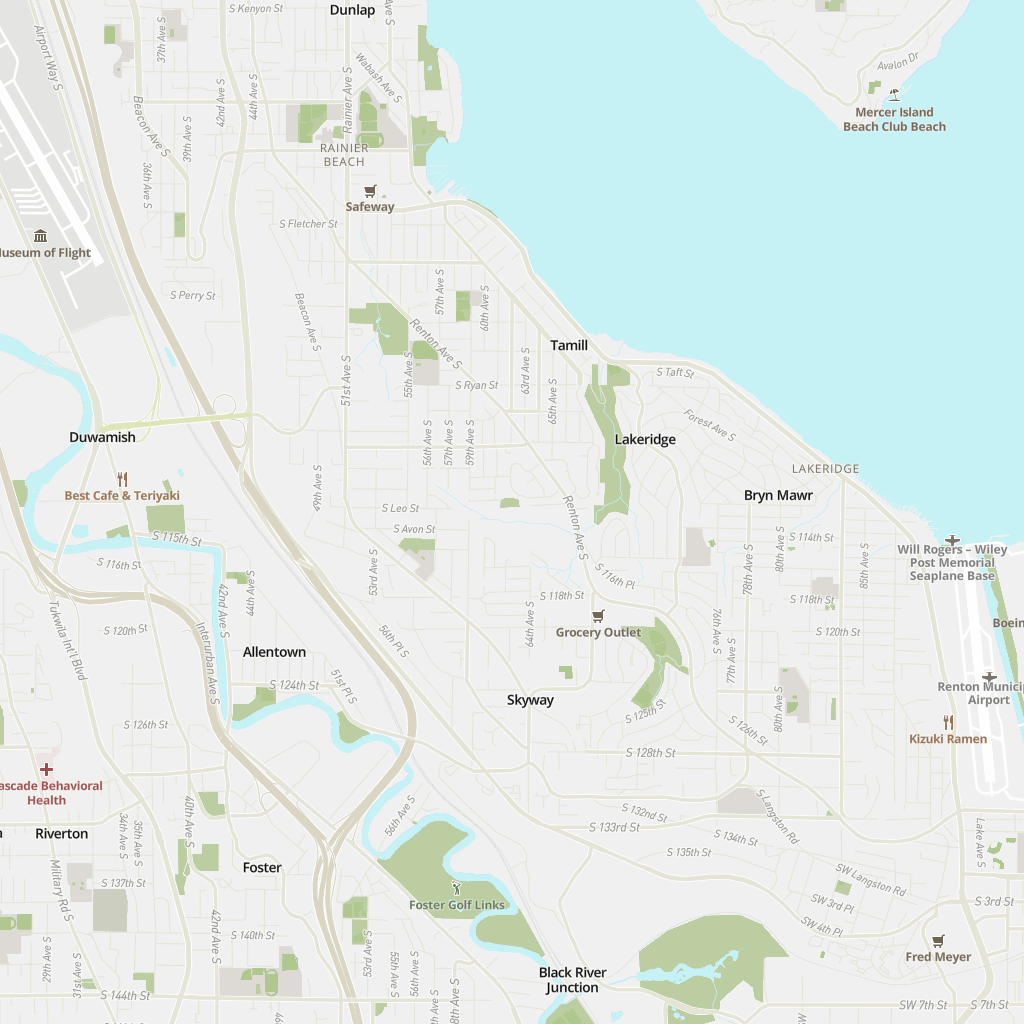 S Kenyon St
Dunlap
Ave S
37th Ave S
Airport Way S
Wabash Ave S
Avalon Dr
42nd Ave S
44th Ave S
Rainier Ave S
Mercer Island
Beach Club Beach
Beacon Ave S
39th Ave S
RAINIER
BEACH
36th Ave S
Safeway
S Fletcher St
Museum of Flight
S Perry St
57th Ave S
60th Ave S
Beacon Ave S
Renton Ave S
Tamill
51st Ave S
55th Ave S
63rd Ave S
S Taft St
S Ryan St
65th Ave S
Forest Ave S
Duwamish
56th Ave S
57th Ave S
59th Ave S
Lakeridge
LAKERIDGE
49th Ave S
Best Cafe & Teriyaki
Bryn Mawr
S Leo St
Renton Ave S
S Avon St
S 115th St
S 114th St
80th Ave S
85th Ave S
Will Rogers – Wiley
Post Memorial
Seaplane Base
S 116th St
53rd Ave S
S 116th Pl
78th Ave S
44th Ave S
42nd Ave S
S 118th St
S 118th St
Tukwila Int'l Blvd
76th Ave S
Boein
S 120th St
Interurban Ave S
56th Pl S
64th Ave S
Grocery Outlet
S 120th St
Allentown
77th Ave S
S 124th St
51st Pl S
Skyway
80th Ave S
Renton Municip
Airport
S 125th St
S 126th St
S 126th St
Kizuki Ramen
S 128th St
ascade Behavioral
Health
56th Ave S
S Langston Rd
40th Ave S
S 132nd St
34th Ave S
35th Ave S
S 133rd St
Riverton
S 134th St
Lake Ave S
Foster
S 135th St
Military Rd S
S 137th St
SW Langston Rd
Foster Golf Links
SW 3rd Pl
S 3rd St
SW 4th Pl
42nd Ave S
S 140th St
29th Ave S
53rd Ave S
Fred Meyer
31st Ave S
55th Ave S
56th Ave S
Black River
Junction
S 144th St
58th Ave S
SW 7th St
S 7th St